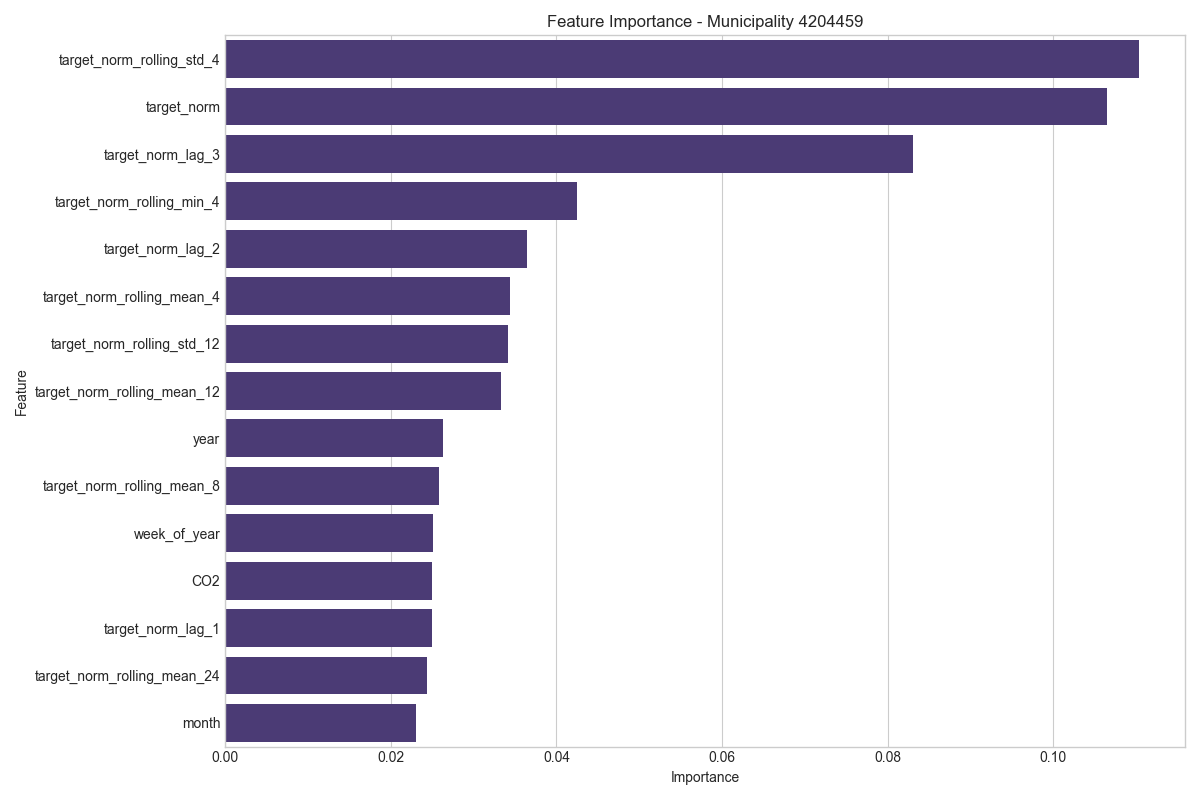 Feature Importance - Municipality 4204459
target_norm_rolling_std_4
target_norm
target_norm_lag_3
target_norm_rolling_min_4
target_norm_lag_2
target_norm_rolling_mean_4
target_norm_rolling_std_12
target_norm_rolling_mean_12
year
target_norm_rolling_mean_8
week_of_year
CO2
target_norm_lag_1
target_norm_rolling_mean_24
month
Feature
0.00 0.02 0.04 0.06 0.08 0.10
Importance